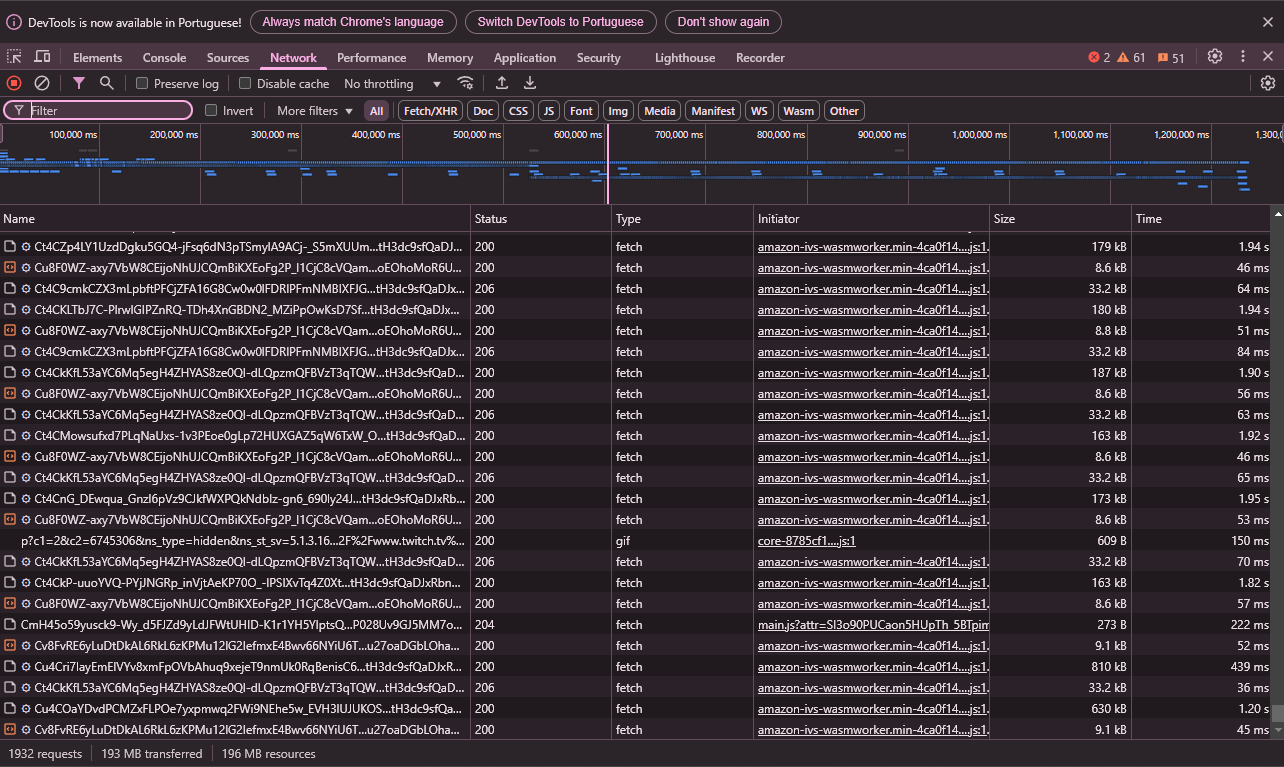 DevTools is now available in Portuguese! Always match Chrome's language Switch DevTools to Portuguese Don't show again
Elements Console Sources Network Performance Memory Application Security Lighthouse Recorder 2 61 51
Preserve log Disable cache No throttling
Filter Invert More filters All Fetch/XHR Doc CSS JS Font Img Media Manifest WS Wasm Other
100,000 ms 200,000 ms 300,000 ms 400,000 ms 500,000 ms 600,000 ms 700,000 ms 800,000 ms 900,000 ms 1,000,000 ms 1,100,000 ms 1,200,000 ms 1,300,0
Name Status Type Initiator Size Time
Ct4CZp4LY1UzdDgku5GQ4-jFsq6dN3pTSmyIA9ACj-_S5mXUUm...tH3dc9sfQaDJ... 200 fetch amazon-ivs-wasmworker.min-4ca0f14....js:1. 179 kB 1.94 s
Cu8F0WZ-axy7VbW8CEijoNhUJCQmBiKXEoFg2P_l1CjC8cVQam...oEOhoMoR6U... 200 fetch amazon-ivs-wasmworker.min-4ca0f14....js:1. 8.6 kB 46 ms
Ct4C9cmkCZX3mLpbftPFCjZFA16G8Cw0w0lFDRlPFmNMBIXFJG...tH3dc9sfQaDJx... 206 fetch amazon-ivs-wasmworker.min-4ca0f14....js:1. 33.2 kB 64 ms
Ct4CKLTbJ7C-PlrwlGlPZnRQ-TDh4XnGBDN2_MZiPpOwKsD7Sf...tH3dc9sfQaDJx... 200 fetch amazon-ivs-wasmworker.min-4ca0f14....js:1. 180 kB 1.94 s
Cu8F0WZ-axy7VbW8CEijoNhUJCQmBiKXEoFg2P_l1CjC8cVQam...oEOhoMoR6U... 200 fetch amazon-ivs-wasmworker.min-4ca0f14....js:1. 8.8 kB 51 ms
Ct4C9cmkCZX3mLpbftPFCjZFA16G8Cw0w0lFDRlPFmNMBIXFJG...tH3dc9sfQaDJx... 206 fetch amazon-ivs-wasmworker.min-4ca0f14....js:1. 33.2 kB 84 ms
Ct4CkKfL53aYC6Mq5egH4ZHYAS8ze0QI-dLQpzmQFBVzT3qTQW...tH3dc9sfQaD... 200 fetch amazon-ivs-wasmworker.min-4ca0f14....js:1. 187 kB 1.90 s
Cu8F0WZ-axy7VbW8CEijoNhUJCQmBiKXEoFg2P_l1CjC8cVQam...oEOhoMoR6U... 200 fetch amazon-ivs-wasmworker.min-4ca0f14....js:1. 8.6 kB 56 ms
Ct4CkKfL53aYC6Mq5egH4ZHYAS8ze0QI-dLQpzmQFBVzT3qTQW...tH3dc9sfQaD... 206 fetch amazon-ivs-wasmworker.min-4ca0f14....js:1. 33.2 kB 63 ms
Ct4CMowsufxd7PLqNaUxs-1v3PEoe0gLp72HUXGAZ5qW6TxW_O...tH3dc9sfQaD... 200 fetch amazon-ivs-wasmworker.min-4ca0f14....js:1. 163 kB 1.92 s
Cu8F0WZ-axy7VbW8CEijoNhUJCQmBiKXEoFg2P_l1CjC8cVQam...oEOhoMoR6U... 200 fetch amazon-ivs-wasmworker.min-4ca0f14....js:1. 8.6 kB 46 ms
Ct4CkKfL53aYC6Mq5egH4ZHYAS8ze0QI-dLQpzmQFBVzT3qTQW...tH3dc9sfQaD... 206 fetch amazon-ivs-wasmworker.min-4ca0f14....js:1. 33.2 kB 65 ms
Ct4CnG_DEwqua_Gnzl6pVz9CJkfWXPQkNdblz-gn6_690ly24J...tH3dc9sfQaDJxRb... 200 fetch amazon-ivs-wasmworker.min-4ca0f14....js:1. 173 kB 1.95 s
Cu8F0WZ-axy7VbW8CEijoNhUJCQmBiKXEoFg2P_l1CjC8cVQam...oEOhoMoR6U... 200 fetch amazon-ivs-wasmworker.min-4ca0f14....js:1. 8.6 kB 53 ms
p?c1=2&c2=6745306&ns_type=hidden&ns_st_sv=5.1.3.16...2F%2Fwww.twitch.tv%... 200 gif core-8785cf1....js:1 609 B 150 ms
Ct4CkKfL53aYC6Mq5egH4ZHYAS8ze0QI-dLQpzmQFBVzT3qTQW...tH3dc9sfQaD... 206 fetch amazon-ivs-wasmworker.min-4ca0f14....js:1. 33.2 kB 70 ms
Ct4CkP-uuoYVQ-PYjJNGRp_inVjtAeKP70O_-IPSIXvTq4Z0Xt...tH3dc9sfQaDJxRbn... 200 fetch amazon-ivs-wasmworker.min-4ca0f14....js:1. 163 kB 1.82 s
Cu8F0WZ-axy7VbW8CEijoNhUJCQmBiKXEoFg2P_l1CjC8cVQam...oEOhoMoR6U... 200 fetch amazon-ivs-wasmworker.min-4ca0f14....js:1. 8.6 kB 57 ms
CmH45o59yusck9-Wy_d5FJZd9yLdJFWtUHID-K1r1YH5YlptsQ...P028Uv9GJ5MM7o... 204 fetch main.js?attr=Sl3o90PUCaon5HUpTh_5BTpim 273 B 222 ms
Cv8FvRE6yLuDtDkAL6RkL6zKPMu12lG2lefmxE4Bwv66NYiU6T...u27oaDGbLOha... 200 fetch amazon-ivs-wasmworker.min-4ca0f14....js:1. 9.1 kB 52 ms
Cu4Cri7layEmElVYv8xmFpOVbAhuq9xejeT9nmUk0RqBenisC6...tH3dc9sfQaDJxR... 200 fetch amazon-ivs-wasmworker.min-4ca0f14....js:1. 810 kB 439 ms
Ct4CkKfL53aYC6Mq5egH4ZHYAS8ze0QI-dLQpzmQFBVzT3qTQW...tH3dc9sfQaD... 206 fetch amazon-ivs-wasmworker.min-4ca0f14....js:1. 33.2 kB 36 ms
Cu4COaYDvdPCMZxFLPOe7yxpmwq2FWi9NEhe5w_EVH3IUJUKOS...tH3dc9sfQaDJ... 200 fetch amazon-ivs-wasmworker.min-4ca0f14....js:1. 630 kB 1.20 s
Cv8FvRE6yLuDtDkAL6RkL6zKPMu12lG2lefmxE4Bwv66NYiU6T...u27oaDGbLOha... 200 fetch amazon-ivs-wasmworker.min-4ca0f14....js:1. 9.1 kB 45 ms
1932 requests 193 MB transferred 196 MB resources